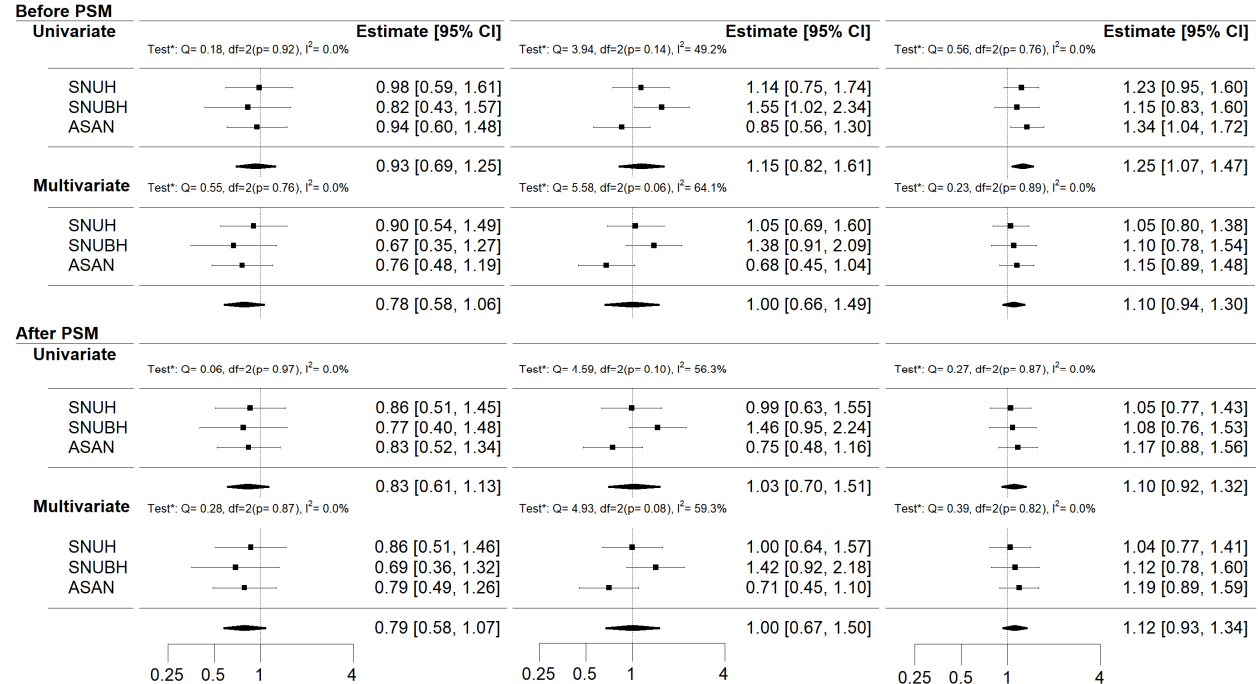 Before PSM
Univariate Estimate [95% CI] Estimate [95% CI] Estimate [95% CI]
Test*: Q= 0.18, df=2(p= 0.92), I²= 0.0% Test*: Q= 3.94, df=2(p= 0.14), I²= 49.2% Test*: Q= 0.56, df=2(p= 0.76), I²= 0.0%
SNUH 0.98 [0.59, 1.61] 1.14 [0.75, 1.74] 1.23 [0.95, 1.60]
SNUBH 0.82 [0.43, 1.57] 1.55 [1.02, 2.34] 1.15 [0.83, 1.60]
ASAN 0.94 [0.60, 1.48] 0.85 [0.56, 1.30] 1.34 [1.04, 1.72]
0.93 [0.69, 1.25] 1.15 [0.82, 1.61] 1.25 [1.07, 1.47]
Multivariate Test*: Q= 0.55, df=2(p= 0.76), I²= 0.0% Test*: Q= 5.58, df=2(p= 0.06), I²= 64.1% Test*: Q= 0.23, df=2(p= 0.89), I²= 0.0%
SNUH 0.90 [0.54, 1.49] 1.05 [0.69, 1.60] 1.05 [0.80, 1.38]
SNUBH 0.67 [0.35, 1.27] 1.38 [0.91, 2.09] 1.10 [0.78, 1.54]
ASAN 0.76 [0.48, 1.19] 0.68 [0.45, 1.04] 1.15 [0.89, 1.48]
0.78 [0.58, 1.06] 1.00 [0.66, 1.49] 1.10 [0.94, 1.30]
After PSM
Univariate
Test*: Q= 0.06, df=2(p= 0.97), I²= 0.0% Test*: Q= 4.59, df=2(p= 0.10), I²= 56.3% Test*: Q= 0.27, df=2(p= 0.87), I²= 0.0%
SNUH 0.86 [0.51, 1.45] 0.99 [0.63, 1.55] 1.05 [0.77, 1.43]
SNUBH 0.77 [0.40, 1.48] 1.46 [0.95, 2.24] 1.08 [0.76, 1.53]
ASAN 0.83 [0.52, 1.34] 0.75 [0.48, 1.16] 1.17 [0.88, 1.56]
0.83 [0.61, 1.13] 1.03 [0.70, 1.51] 1.10 [0.92, 1.32]
Multivariate Test*: Q= 0.28, df=2(p= 0.87), I²= 0.0% Test*: Q= 4.93, df=2(p= 0.08), I²= 59.3% Test*: Q= 0.39, df=2(p= 0.82), I²= 0.0%
SNUH 0.86 [0.51, 1.46] 1.00 [0.64, 1.57] 1.04 [0.77, 1.41]
SNUBH 0.69 [0.36, 1.32] 1.42 [0.92, 2.18] 1.12 [0.78, 1.60]
ASAN 0.79 [0.49, 1.26] 0.71 [0.45, 1.10] 1.19 [0.89, 1.59]
0.79 [0.58, 1.07] 1.00 [0.67, 1.50] 1.12 [0.93, 1.34]
0.25 0.5 1 4 0.25 0.5 1 4 0.25 0.5 1 4